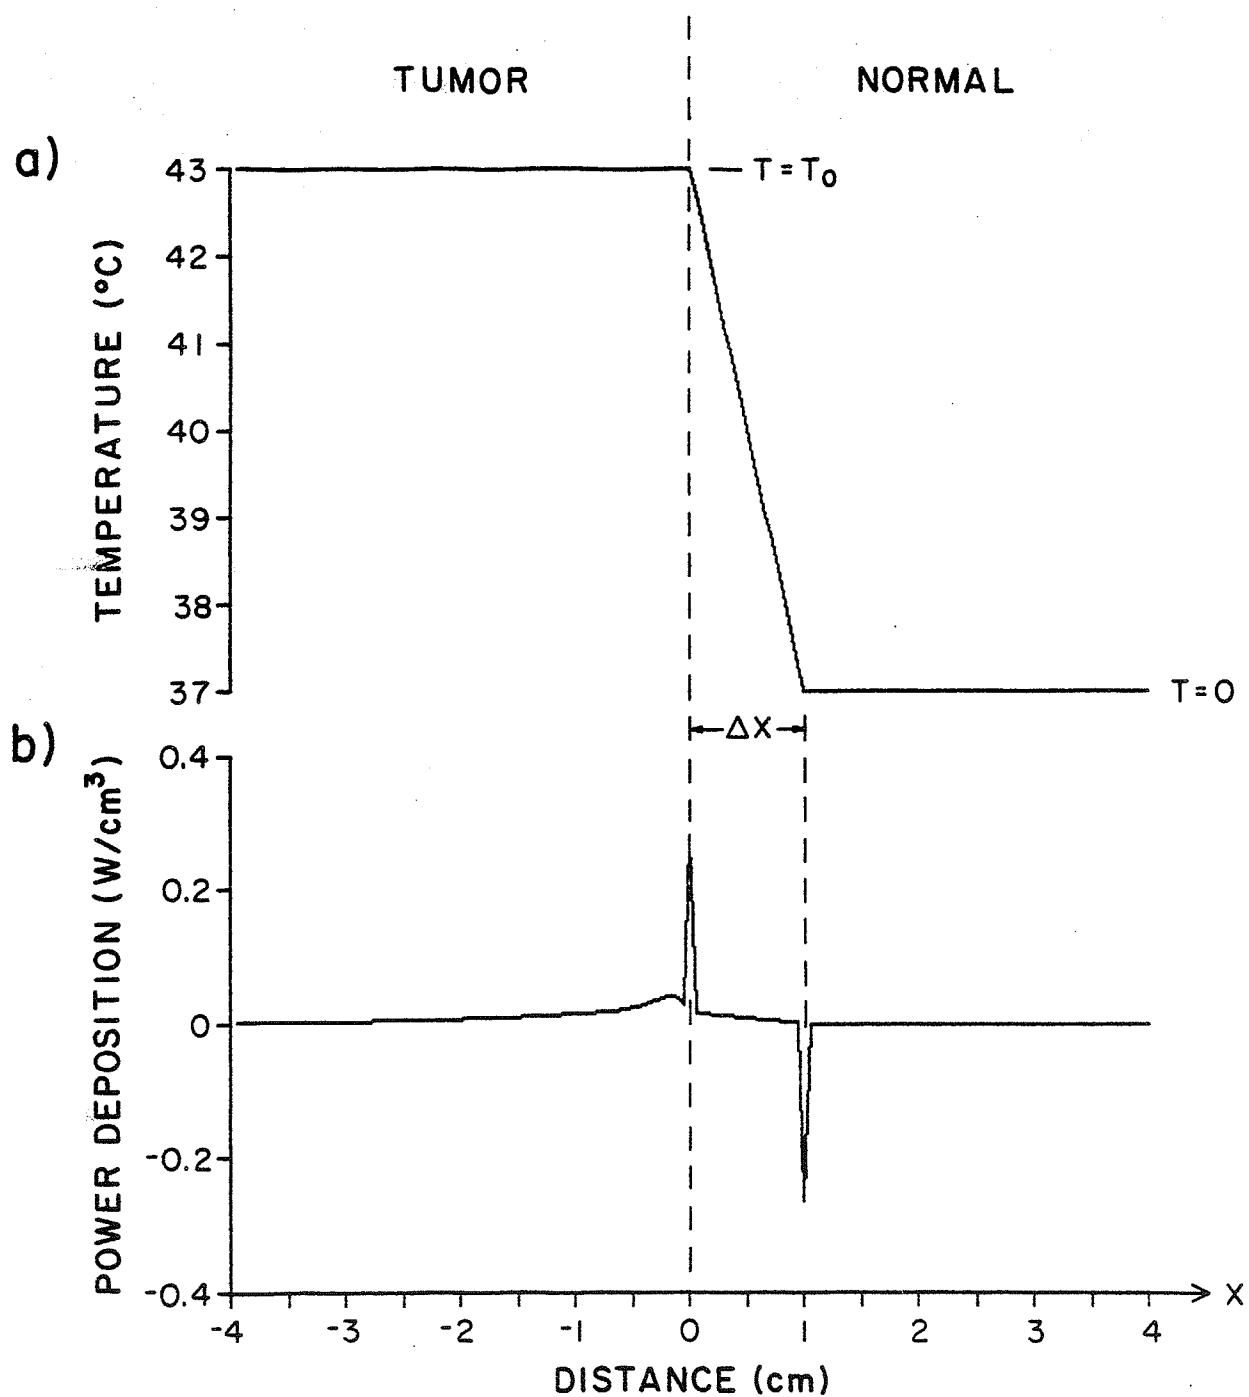 TUMOR NORMAL
a)
TEMPERATURE (°C)
43
42
41
40
39
38
37
T=T₀
T=0
ΔX
b)
POWER DEPOSITION (W/cm³)
0.4
0.2
0
-0.2
-0.4
-4 -3 -2 -1 0 1 2 3 4
X
DISTANCE (cm)